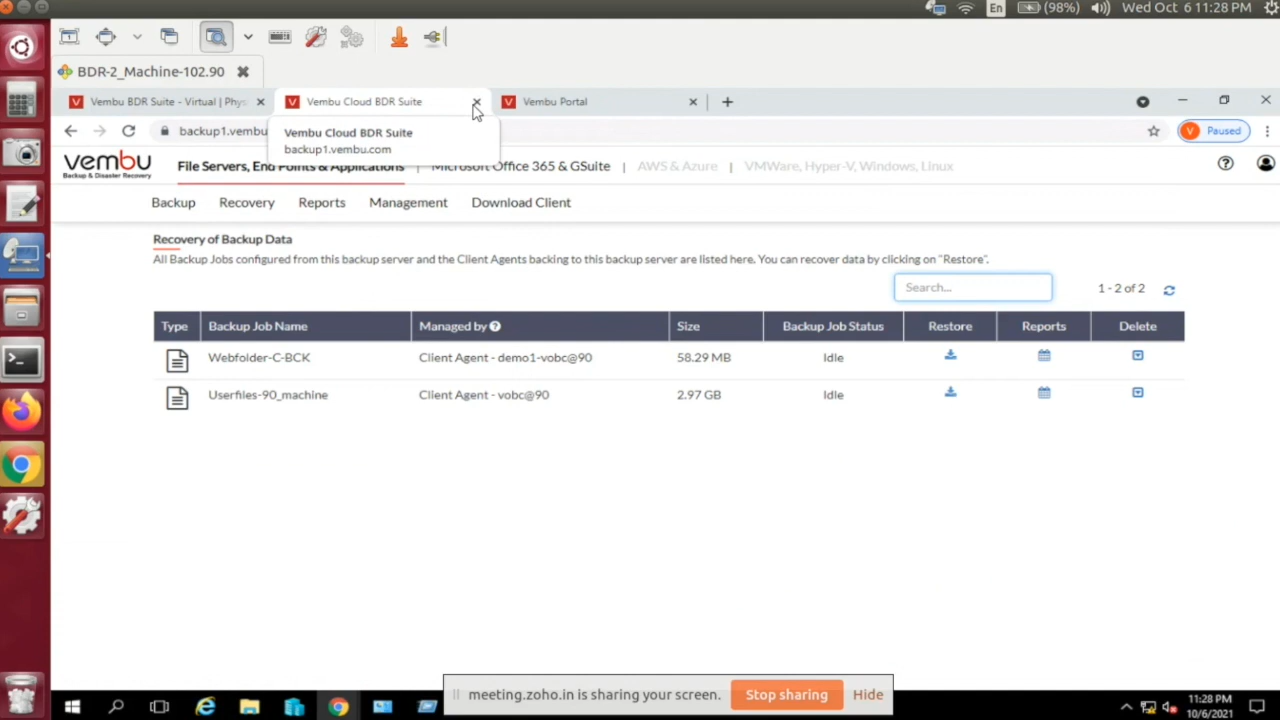 En (98%) Wed Oct 6 11:28 PM
BDR-2_Machine-102.90
Vembu BDR Suite - Virtual | Phys Vembu Cloud BDR Suite Vembu Portal
backup1.vembu Paused
Vembu Cloud BDR Suite
backup1.vembu.com
vembu
Backup & Disaster Recovery
File Servers, End Points & Applications | Microsoft Office 365 & GSuite | AWS & Azure | VMWare, Hyper-V, Windows, Linux
Backup Recovery Reports Management Download Client
Recovery of Backup Data
All Backup Jobs configured from this backup server and the Client Agents backing to this backup server are listed here. You can recover data by clicking on "Restore".
Search... 1 - 2 of 2
Type Backup Job Name Managed by Size Backup Job Status Restore Reports Delete
Webfolder-C-BCK Client Agent - demo1-vobc@90 58.29 MB Idle
Userfiles-90_machine Client Agent - vobc@90 2.97 GB Idle
meeting.zoho.in is sharing your screen. Stop sharing Hide
11:28 PM
10/6/2021